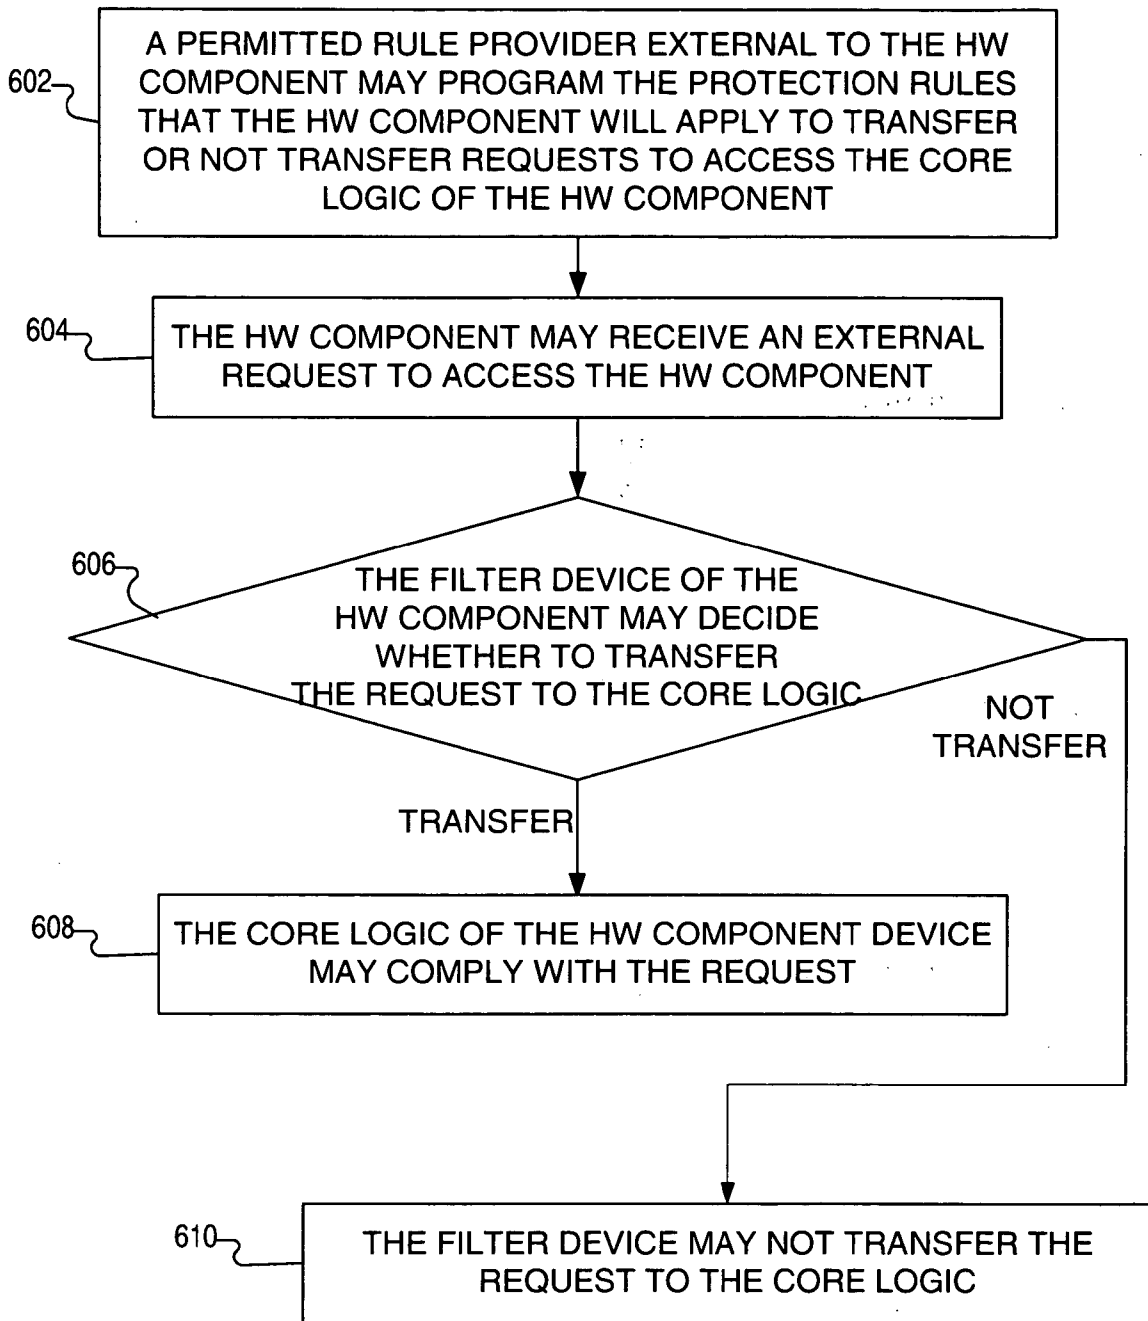 A PERMITTED RULE PROVIDER EXTERNAL TO THE HW
COMPONENT MAY PROGRAM THE PROTECTION RULES
THAT THE HW COMPONENT WILL APPLY TO TRANSFER
OR NOT TRANSFER REQUESTS TO ACCESS THE CORE
LOGIC OF THE HW COMPONENT
602
604
THE HW COMPONENT MAY RECEIVE AN EXTERNAL
REQUEST TO ACCESS THE HW COMPONENT
606
THE FILTER DEVICE OF THE
HW COMPONENT MAY DECIDE
WHETHER TO TRANSFER
THE REQUEST TO THE CORE LOGIC
NOT
TRANSFER
TRANSFER
608
THE CORE LOGIC OF THE HW COMPONENT DEVICE
MAY COMPLY WITH THE REQUEST
610
THE FILTER DEVICE MAY NOT TRANSFER THE
REQUEST TO THE CORE LOGIC